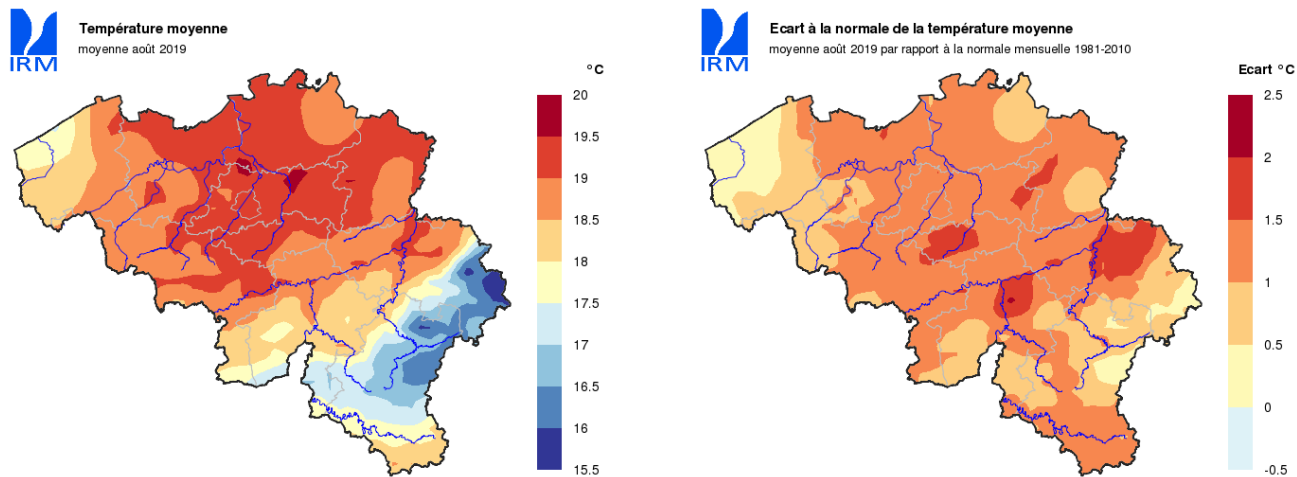 Température moyenne
moyenne août 2019
IRM
°C
20
19.5
19
18.5
18
17.5
17
16.5
16
15.5
Ecart à la normale de la température moyenne
moyenne août 2019 par rapport à la normale mensuelle 1981-2010
IRM
Ecart °C
2.5
2
1.5
1
0.5
0
-0.5